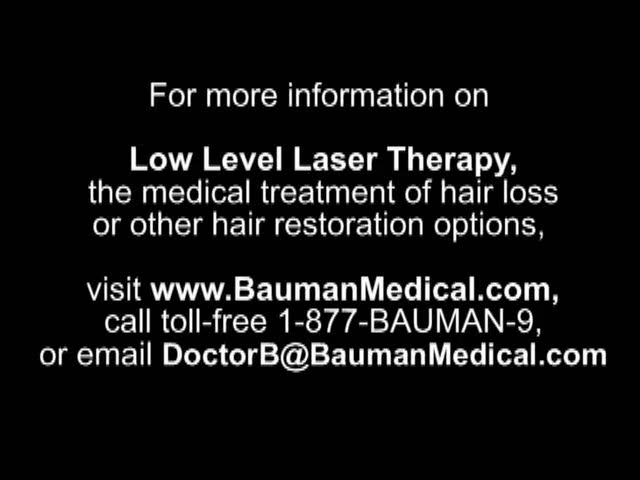 For more information on
Low Level Laser Therapy,
the medical treatment of hair loss
or other hair restoration options,
visit www.BaumanMedical.com,
call toll-free 1-877-BAUMAN-9,
or email DoctorB@BaumanMedical.com